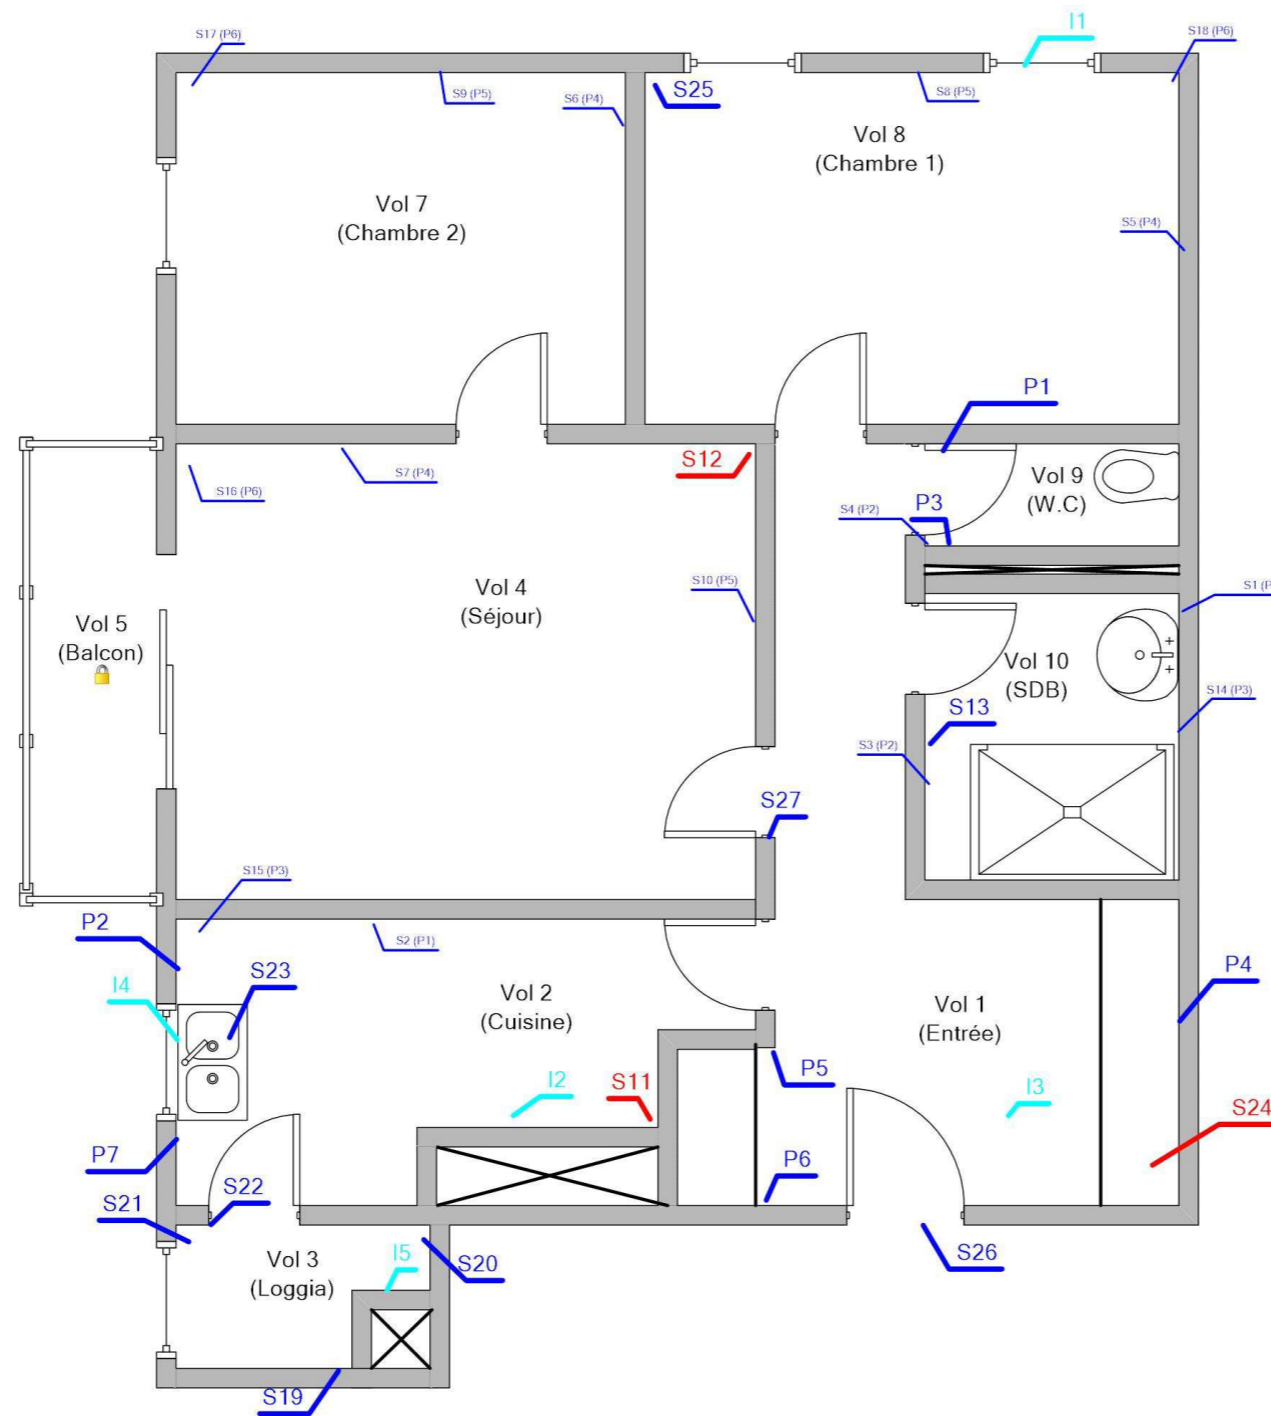 I1
S17 (P6)
S18 (P6)
S25
S9 (P5)
S6 (P4)
S8 (P5)
Vol 8
(Chambre 1)
Vol 7
(Chambre 2)
S5 (P4)
P1
S12
S7 (P4)
S16 (P6)
Vol 9
(W.C)
P3
S4 (P2)
S10 (P5)
Vol 4
(Séjour)
S1 (P
Vol 5
(Balcon)
Vol 10
(SDB)
S14 (P3)
S13
S3 (P2)
S27
S15 (P3)
P2
S2 (P1)
S23
I4
Vol 2
(Cuisine)
Vol 1
(Entrée)
P4
P5
I2
S11
I3
S24
P7
P6
S22
S21
Vol 3
(Loggia)
I5
S20
S26
S19